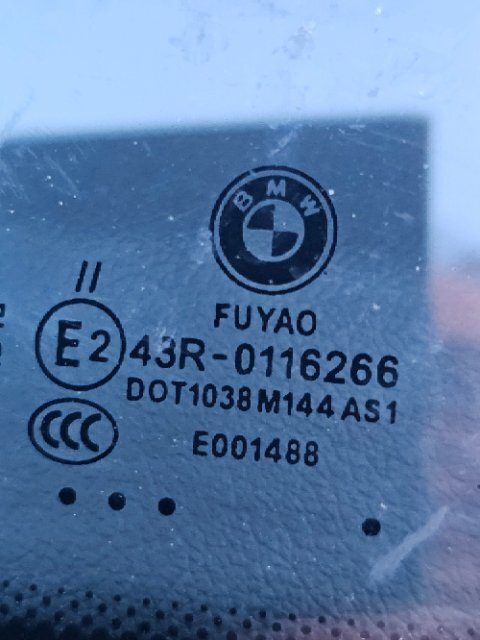 BMW
II
FUYAO
E2 43R-0116266
DOT1038 M144 AS1
CCC
E001488